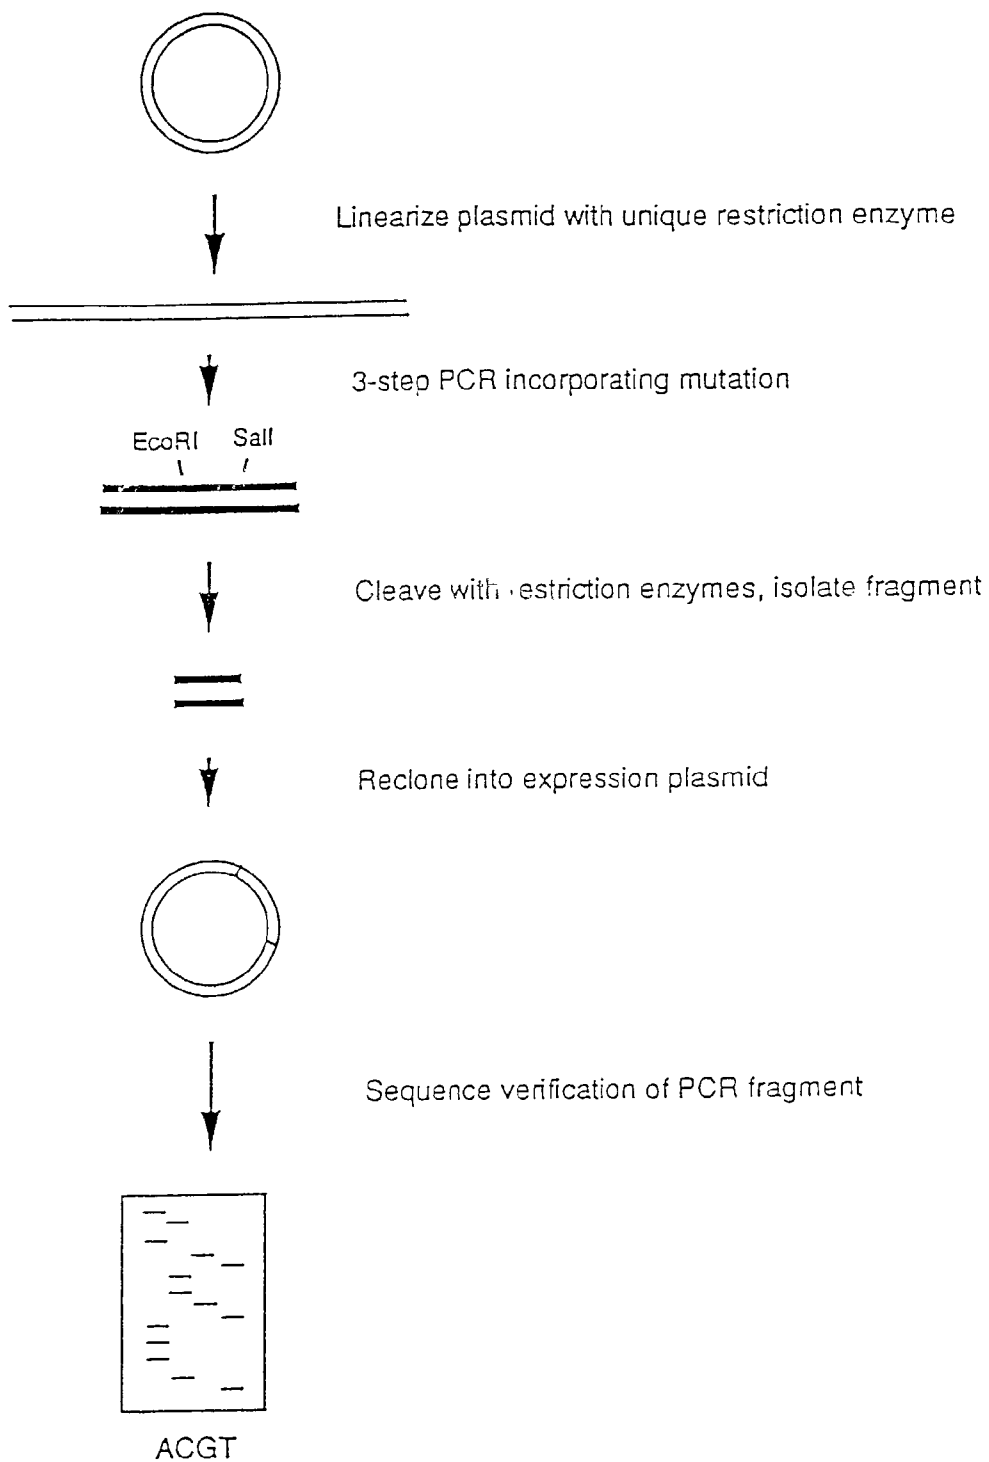 Linearize plasmid with unique restriction enzyme
3-step PCR incorporating mutation
EcoRI SalI
Cleave with restriction enzymes, isolate fragment
Reclone into expression plasmid
Sequence verification of PCR fragment
ACGT